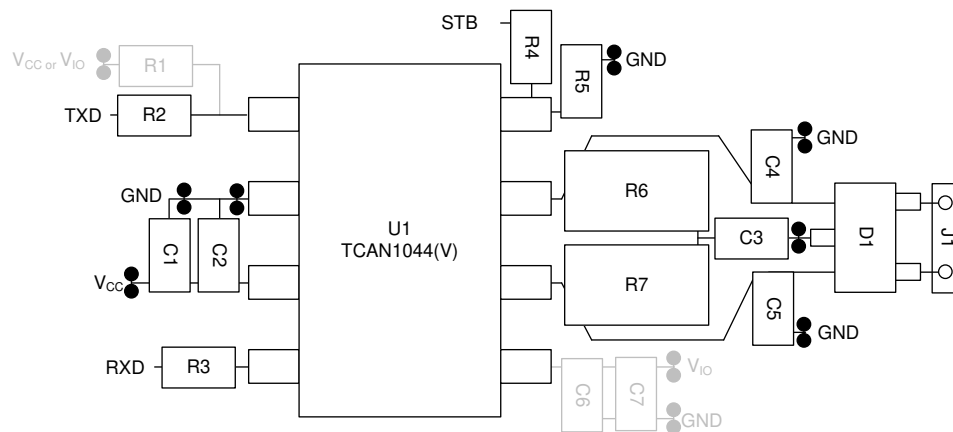 STB
R4
R5
GND
VCC or VIO
R1
TXD
R2
GND
C4
R6
GND
C1
C2
U1
TCAN1044(V)
C3
D1
J1
VCC
R7
C5
GND
RXD
R3
C6
C7
VIO
GND